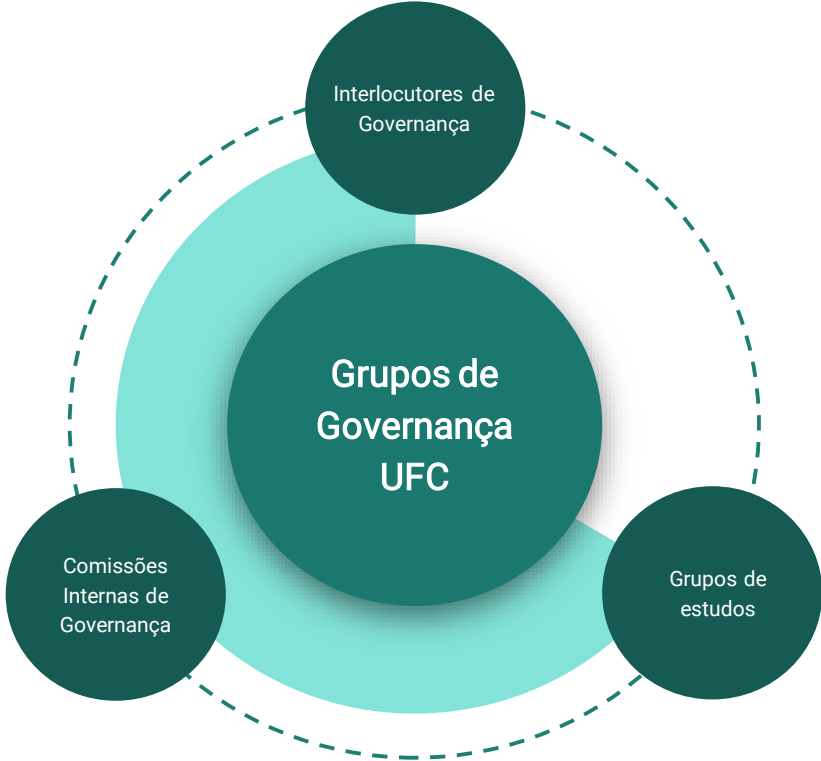 Interlocutores de
Governança
Grupos de
Governança
UFC
Comissões
Internas de
Governança
Grupos de
estudos